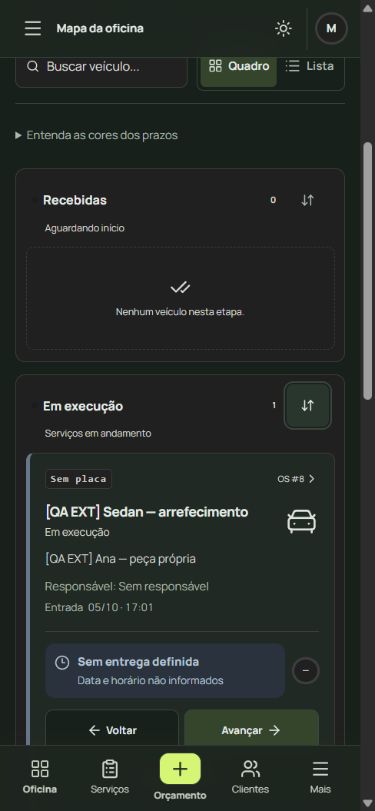 Mapa da oficina
M
Buscar veículo...
Quadro
Lista
Entenda as cores dos prazos
Recebidas
0
Aguardando início
Nenhum veículo nesta etapa.
Em execução
1
Serviços em andamento
Sem placa
OS #8
[QA EXT] Sedan — arrefecimento
Em execução
[QA EXT] Ana — peça própria
Responsável: Sem responsável
Entrada 05/10 · 17:01
Sem entrega definida
Data e horário não informados
–
Voltar
Avançar
Oficina
Serviços
Orçamento
Clientes
Mais